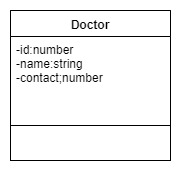 Doctor
-id:number
-name:string
-contact;number